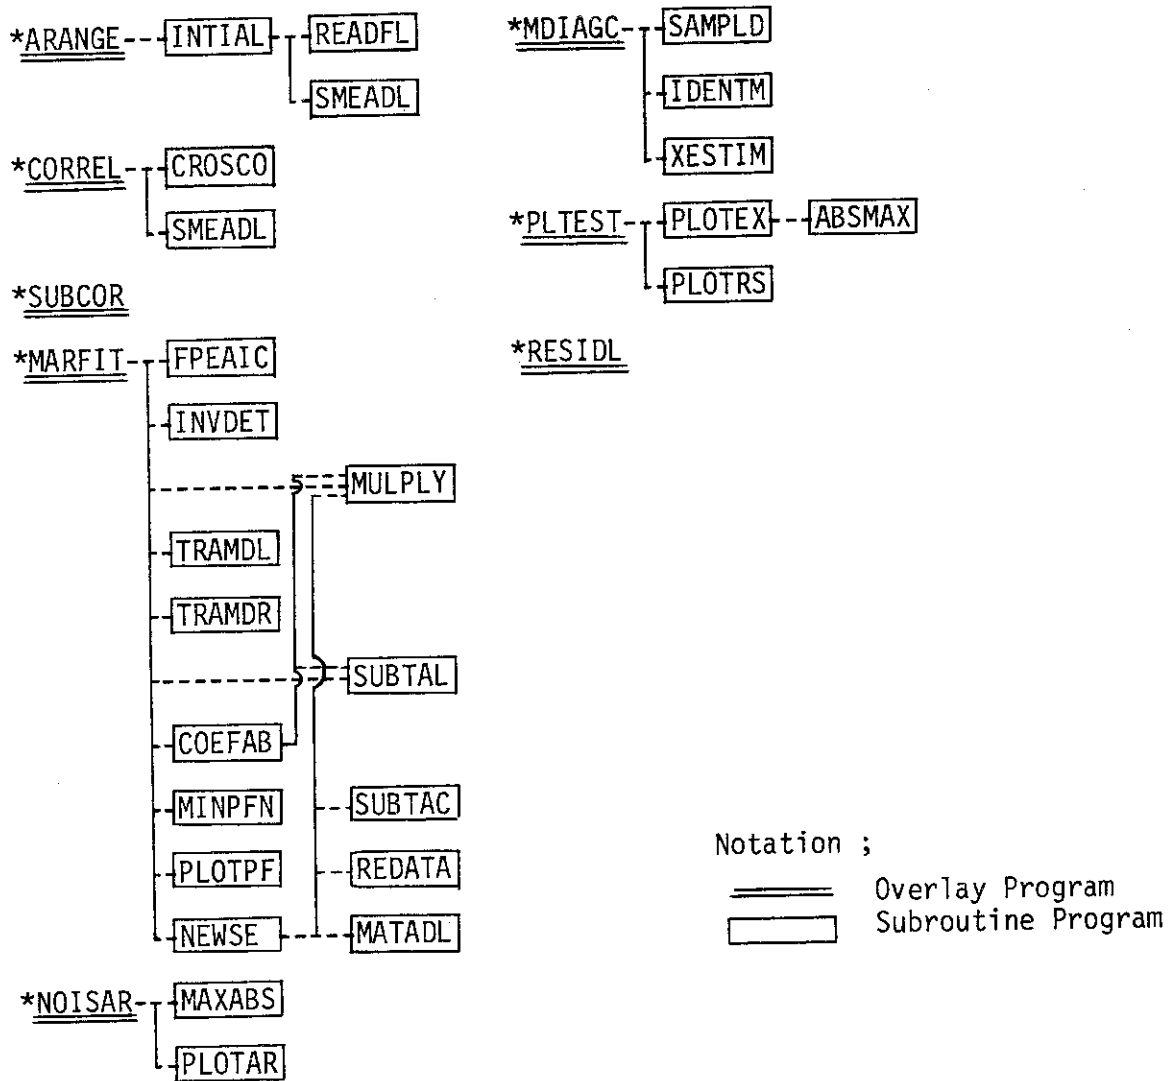 *ARANGE INTIAL READFL
SMEADL
*CORREL CROSCO
SMEADL
*SUBCOR
*MARFIT FPEAIC
INVDET
MULPLY
TRAMDL
TRAMDR
SUBTAL
COEFAB
MINPFN SUBTAC
PLOTPF REDATA
NEWSE MATADL
*NOISAR MAXABS
PLOTAR
*MDIAGC SAMPLD
IDENTM
XESTIM
*PLTEST PLOTEX ABSMAX
PLOTRS
*RESIDL
Notation ;
Overlay Program
Subroutine Program